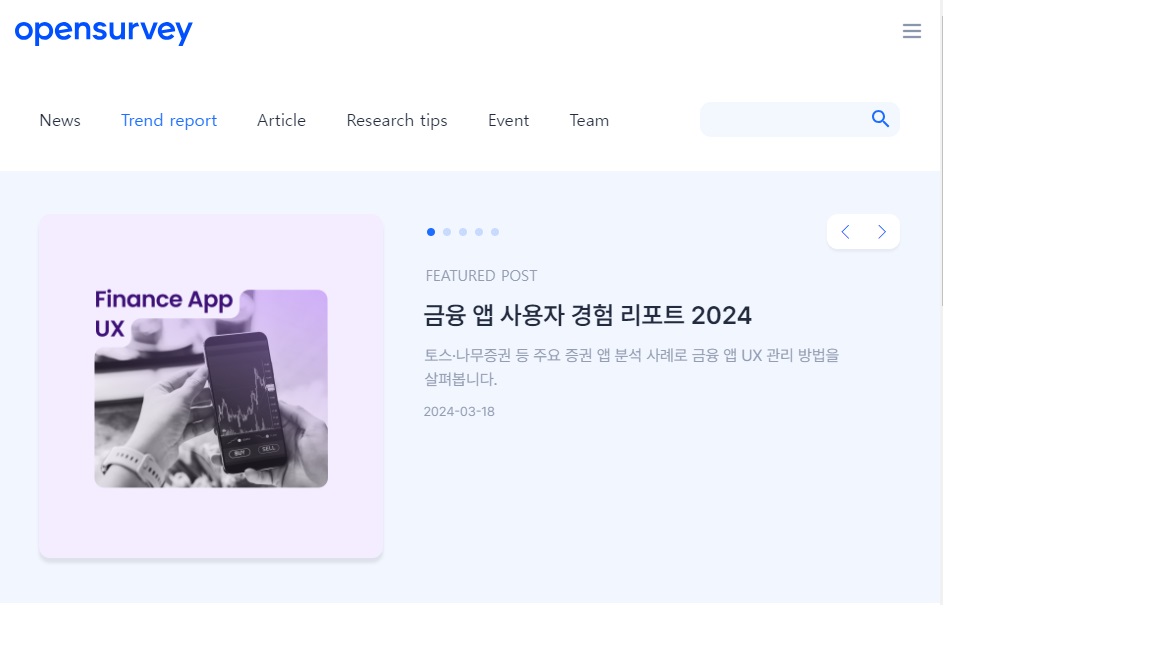 opensurvey
News Trend report Article Research tips Event Team
Finance App
UX
BUY SELL
FEATURED POST
금융 앱 사용자 경험 리포트 2024
토스·나무증권 등 주요 증권 앱 분석 사례로 금융 앱 UX 관리 방법을
살펴봅니다.
2024-03-18